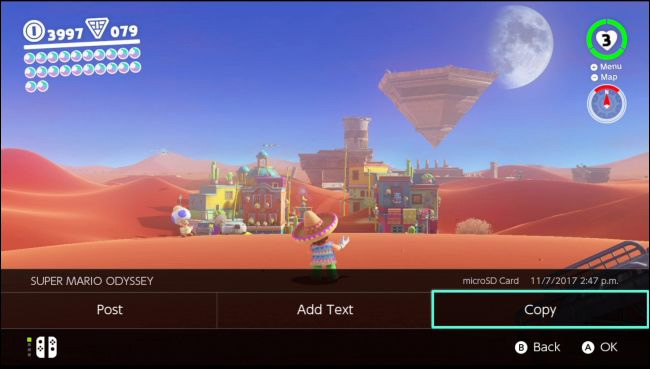 3997 079
3
+ Menu
- Map
N
SUPER MARIO ODYSSEY microSD Card 11/7/2017 2:47 p.m.
Post Add Text Copy
B Back A OK